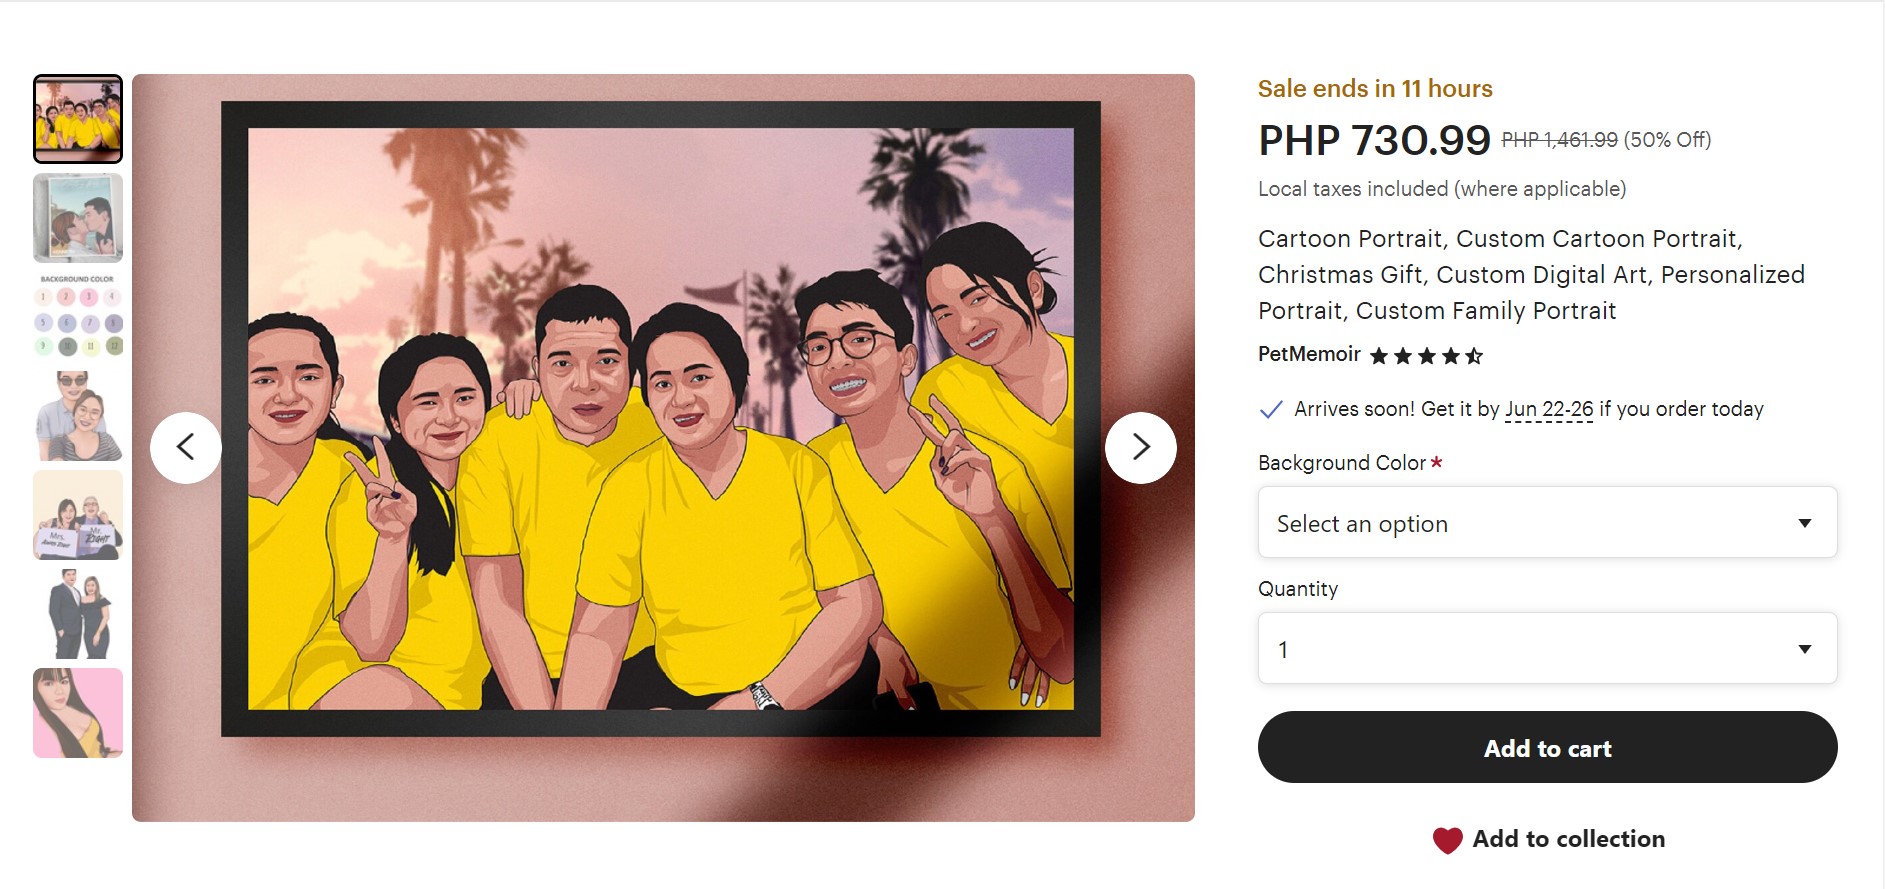 Sale ends in 11 hours
PHP 730.99 PHP 1,461.99 (50% Off)
Local taxes included (where applicable)
Cartoon Portrait, Custom Cartoon Portrait,
Christmas Gift, Custom Digital Art, Personalized
Portrait, Custom Family Portrait
PetMemoir
Arrives soon! Get it by Jun 22-26 if you order today
Background Color *
Select an option
Quantity
1
Add to cart
Add to collection
BACKGROUND COLOR
1 2 3 4
5 6 7 8
9 10 11 12
Mrs.
Mr.